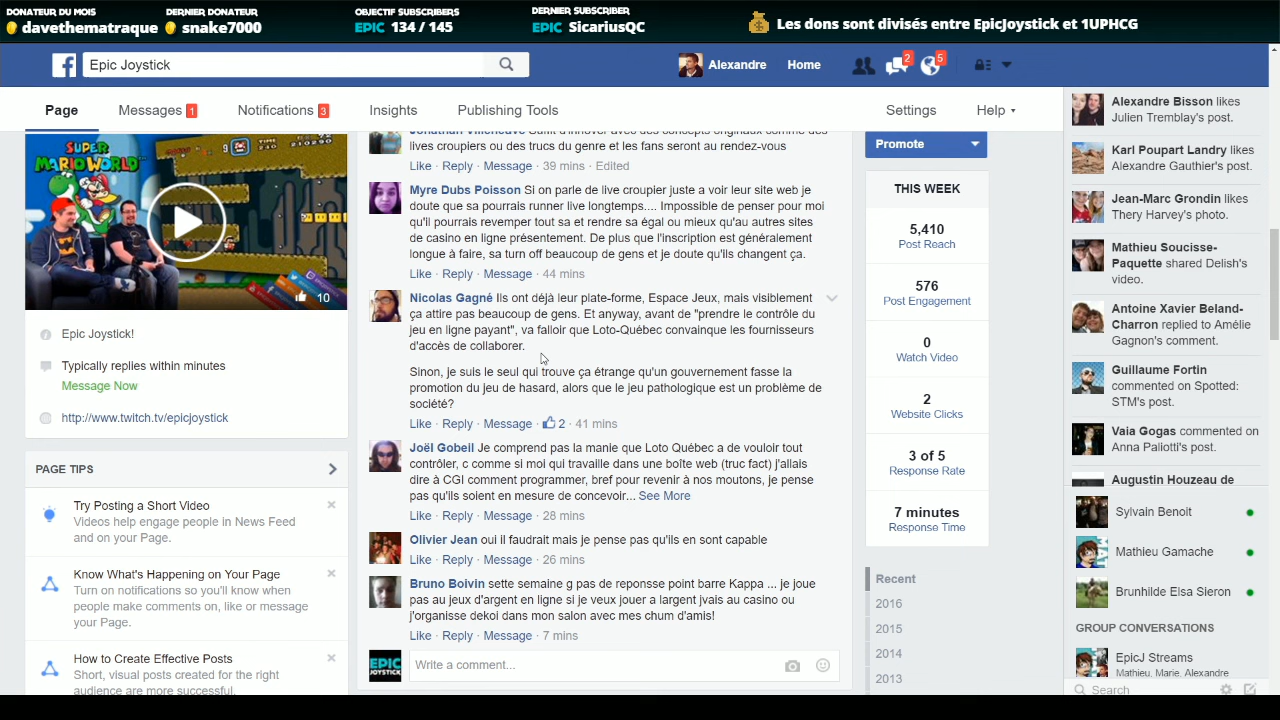 DONATEUR DU MOIS
davethematraque
DERNIER DONATEUR
snake7000
OBJECTIF SUBSCRIBERS
EPIC 134 / 145
DERNIER SUBSCRIBER
EPIC SicariusQC
Les dons sont divisés entre EpicJoystick et 1UPHCG
Epic Joystick
Alexandre
Home
2
5
Page
Messages 1
Notifications 3
Insights
Publishing Tools
Settings
Help
SUPER
MARIO WORLD
10
Epic Joystick!
Typically replies within minutes
Message Now
http://www.twitch.tv/epicjoystick
PAGE TIPS
Try Posting a Short Video
Videos help engage people in News Feed
and on your Page.
Know What's Happening on Your Page
Turn on notifications so you'll know when
people make comments on, like or message
your Page.
How to Create Effective Posts
Short, visual posts created for the right
audience are more successful.
Jonathan Villeneuve Suffit d'innover avec des concepts originaux comme des
lives croupiers ou des trucs du genre et les fans seront au rendez-vous
Like · Reply · Message · 39 mins · Edited
Myre Dubs Poisson Si on parle de live croupier juste a voir leur site web je
doute que sa pourrais runner live longtemps.... Impossible de penser pour moi
qu'il pourrais revemper tout sa et rendre sa égal ou mieux qu'au autres sites
de casino en ligne présentement. De plus que l'inscription est généralement
longue à faire, sa turn off beaucoup de gens et je doute qu'ils changent ça.
Like · Reply · Message · 44 mins
Nicolas Gagné Ils ont déjà leur plate-forme, Espace Jeux, mais visiblement
ça attire pas beaucoup de gens. Et anyway, avant de "prendre le contrôle du
jeu en ligne payant", va falloir que Loto-Québec convainque les fournisseurs
d'accès de collaborer.
Sinon, je suis le seul qui trouve ça étrange qu'un gouvernement fasse la
promotion du jeu de hasard, alors que le jeu pathologique est un problème de
société?
Like · Reply · Message · 2 · 41 mins
Joël Gobeil Je comprend pas la manie que Loto Québec a de vouloir tout
contrôler, c comme si moi qui travaille dans une boîte web (truc fact) j'allais
dire à CGI comment programmer, bref pour revenir à nos moutons, je pense
pas qu'ils soient en mesure de concevoir... See More
Like · Reply · Message · 28 mins
Olivier Jean oui il faudrait mais je pense pas qu'ils en sont capable
Like · Reply · Message · 26 mins
Bruno Boivin sette semaine g pas de reponsse point barre Kappa ... je joue
pas au jeux d'argent en ligne si je veux jouer a largent jvais au casino ou
j'organisse dekoi dans mon salon avec mes chum d'amis!
Like · Reply · Message · 7 mins
EPIC
JOYSTICK
Write a comment...
Promote
THIS WEEK
5,410
Post Reach
576
Post Engagement
0
Watch Video
2
Website Clicks
3 of 5
Response Rate
7 minutes
Response Time
Recent
2016
2015
2014
2013
Alexandre Bisson likes
Julien Tremblay's post.
Karl Poupart Landry likes
Alexandre Gauthier's post.
Jean-Marc Grondin likes
Thery Harvey's photo.
Mathieu Soucisse-
Paquette shared Delish's
video.
Antoine Xavier Beland-
Charron replied to Amélie
Gagnon's comment.
Guillaume Fortin
commented on Spotted:
STM's post.
Vaia Gogas commented on
Anna Paliotti's post.
Augustin Houzeau de
Sylvain Benoit
Mathieu Gamache
Brunhilde Elsa Sieron
GROUP CONVERSATIONS
EpicJ Streams
Mathieu, Marie, Alexandre
Search